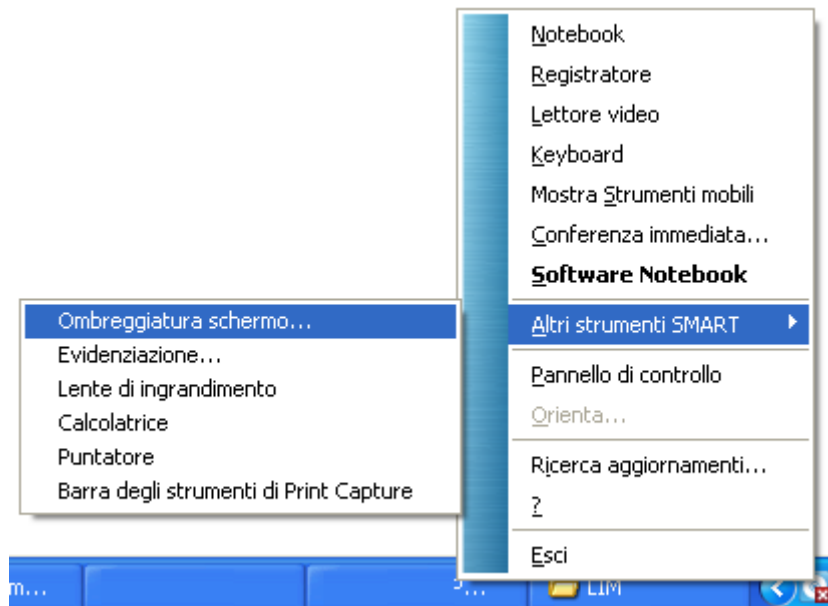 Notebook
Registratore
Lettore video
Keyboard
Mostra Strumenti mobili
Conferenza immediata...
Software Notebook
Altri strumenti SMART
Pannello di controllo
Orienta...
Ricerca aggiornamenti...
?
Esci
Ombreggiatura schermo...
Evidenziazione...
Lente di ingrandimento
Calcolatrice
Puntatore
Barra degli strumenti di Print Capture
m...
LIM